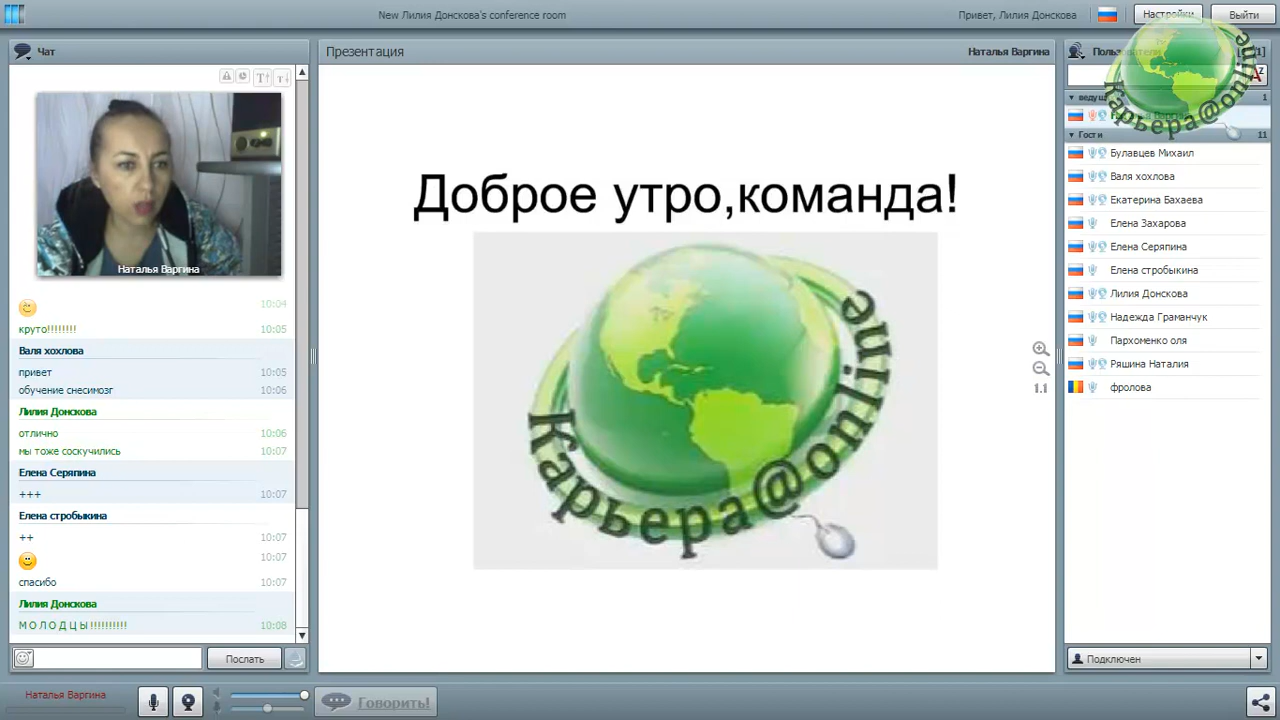 New Лилия Донскова's conference room
Привет, Лилия Донскова
Настройки
Выйти
Чат
Наталья Варгина
10:04
круто!!!!!!!! 10:05
Валя хохлова
привет 10:05
обучение снесимозг 10:06
Лилия Донскова
отлично 10:06
мы тоже соскучились 10:07
Елена Серяпина
+++ 10:07
Елена стробыкина
++ 10:07
10:07
спасибо 10:07
Лилия Донскова
М О Л О Д Ц Ы !!!!!!!!!! 10:08
Послать
Презентация
Наталья Варгина
Доброе утро,команда!
Карьера@online
1.1
Карьера@online
1
Гости 11
Булавцев Михаил
Валя хохлова
Екатерина Бахаева
Елена Захарова
Елена Серяпина
Елена стробыкина
Лилия Донскова
Надежда Граманчук
Пархоменко оля
Ряшина Наталия
фролова
Подключен
Наталья Варгина
Говорить!